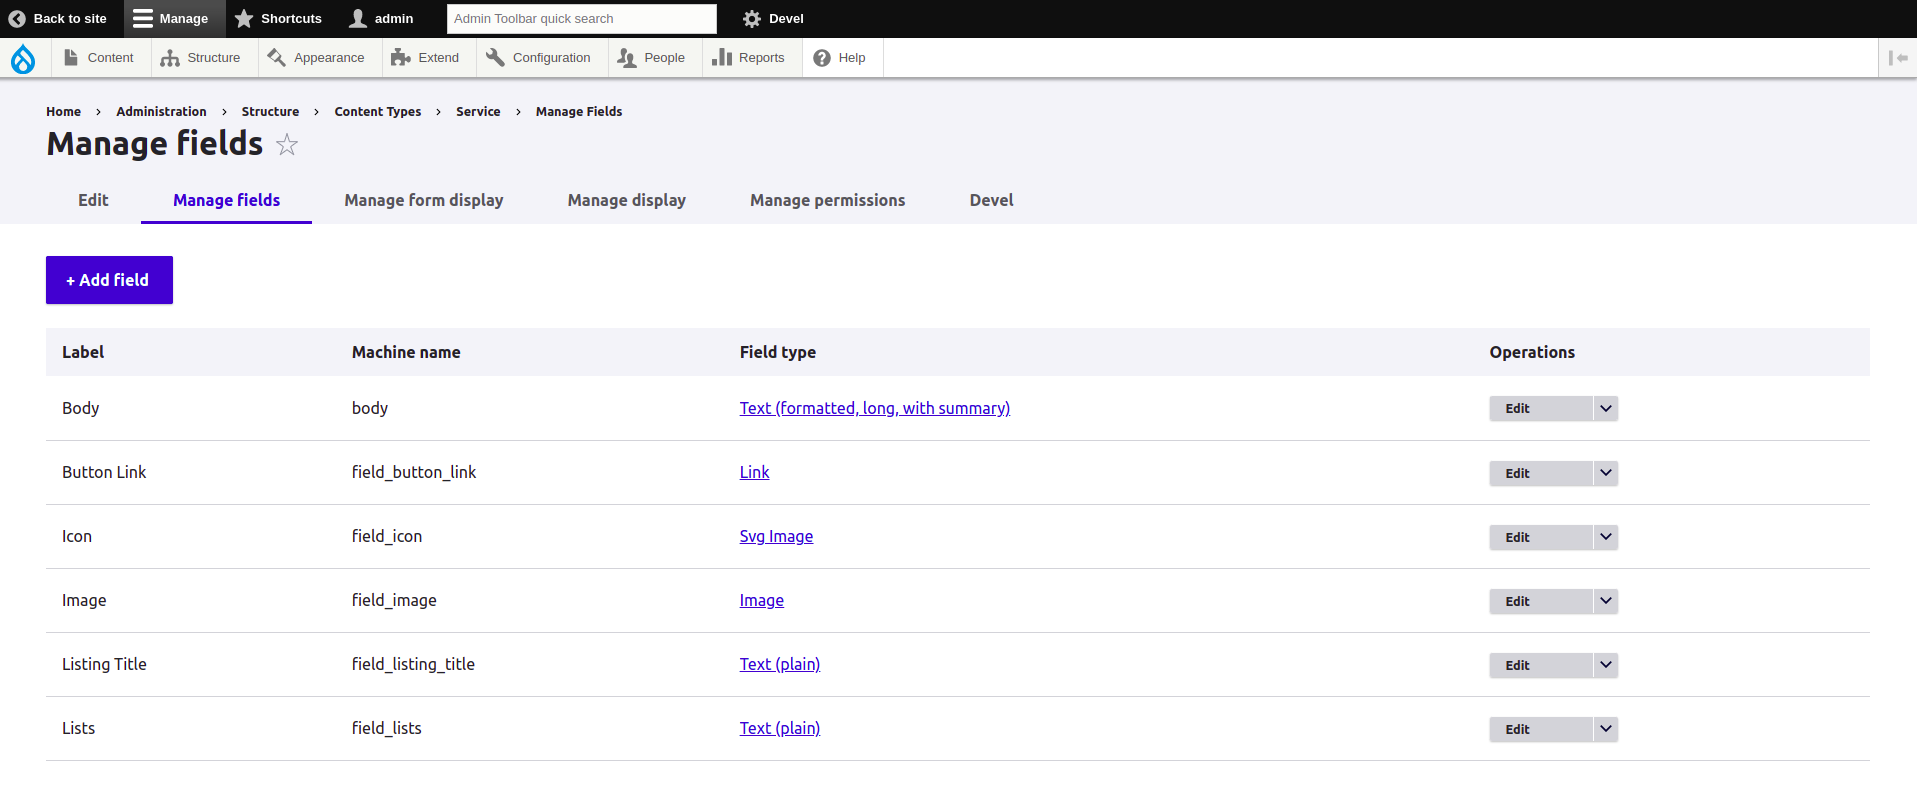 Back to site Manage Shortcuts admin Admin Toolbar quick search Devel
Content Structure Appearance Extend Configuration People Reports Help
Home › Administration › Structure › Content Types › Service › Manage Fields
Manage fields
Edit Manage fields Manage form display Manage display Manage permissions Devel
+ Add field
Label Machine name Field type Operations
Body body Text (formatted, long, with summary) Edit
Button Link field_button_link Link Edit
Icon field_icon Svg Image Edit
Image field_image Image Edit
Listing Title field_listing_title Text (plain) Edit
Lists field_lists Text (plain) Edit